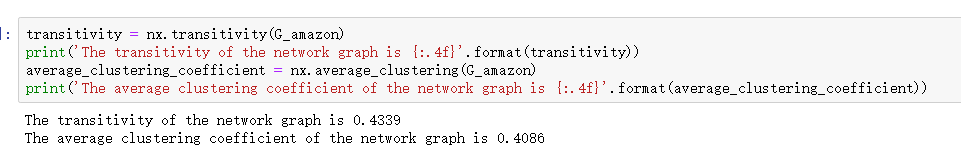 ]:
transitivity = nx.transitivity(G_amazon)
print('The transitivity of the network graph is {:.4f}'.format(transitivity))
average_clustering_coefficient = nx.average_clustering(G_amazon)
print('The average clustering coefficient of the network graph is {:.4f}'.format(average_clustering_coefficient))
The transitivity of the network graph is 0.4339
The average clustering coefficient of the network graph is 0.4086